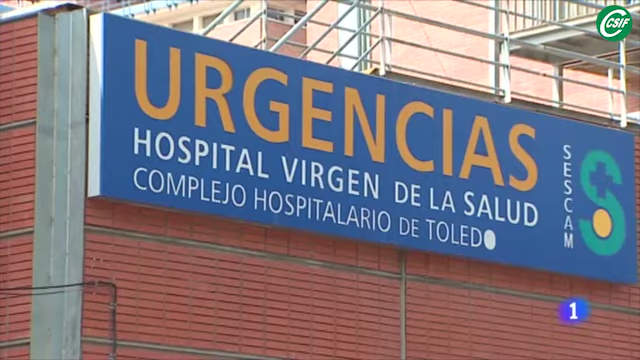 CSIF
URGENCIAS
HOSPITAL VIRGEN DE LA SALUD
COMPLEJO HOSPITALARIO DE TOLEDO
SESCAM
1